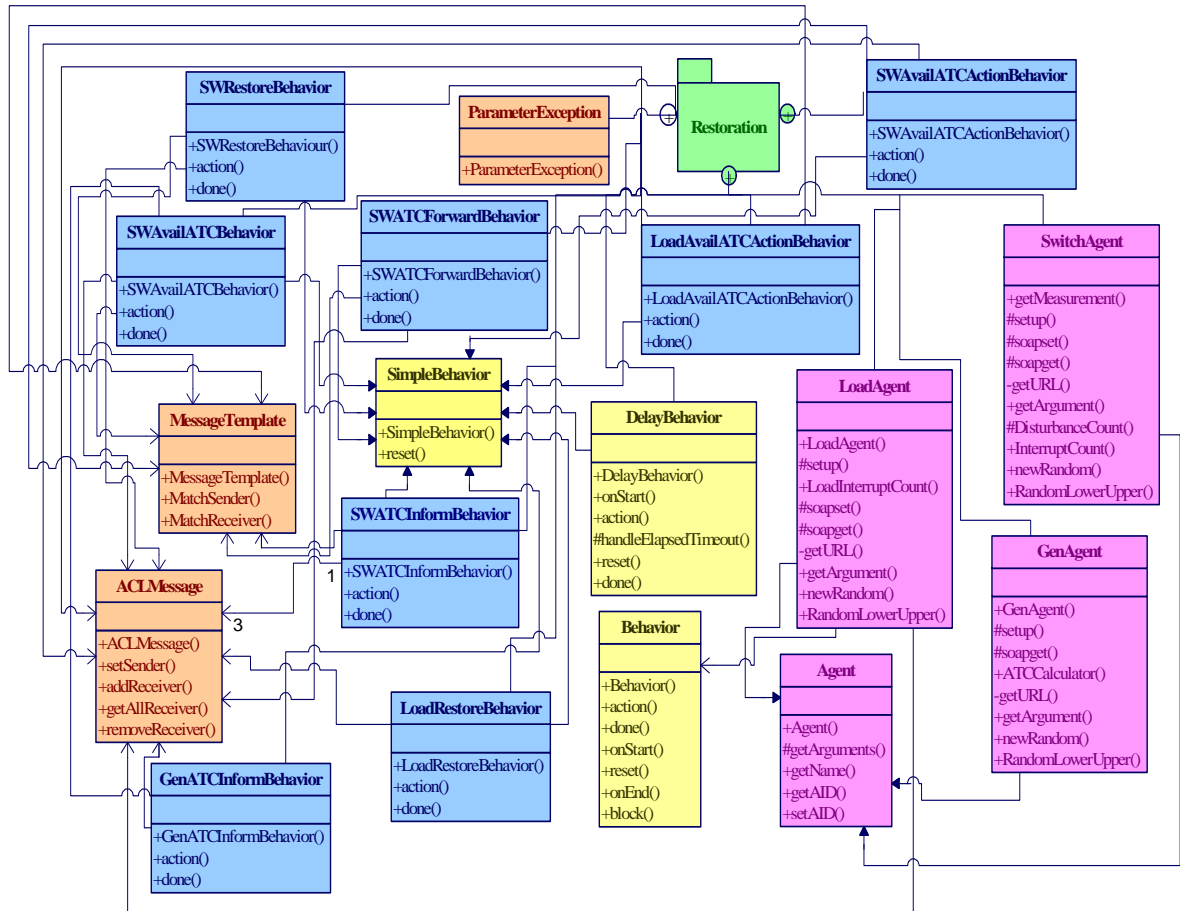 SWRestoreBehavior
+SWRestoreBehaviour()
+action()
+done()
ParameterException
+ParameterException()
Restoration
+
+
+
SWAvailATCActionBehavior
+SWAvailATCActionBehavior()
+action()
+done()
SWAvailATCBehavior
+SWAvailATCBehavior()
+action()
+done()
SWATCForwardBehavior
+SWATCForwardBehavior()
+action()
+done()
LoadAvailATCActionBehavior
+LoadAvailATCActionBehavior()
+action()
+done()
SwitchAgent
+getMeasurement()
#setup()
#soapset()
#soapget()
-getURL()
+getArgument()
#DisturbanceCount()
+InterruptCount()
+newRandom()
+RandomLowerUpper()
SimpleBehavior
+SimpleBehavior()
+reset()
MessageTemplate
+MessageTemplate()
+MatchSender()
+MatchReceiver()
DelayBehavior
+DelayBehavior()
+onStart()
+action()
#handleElapsedTimeout()
+reset()
+done()
LoadAgent
+LoadAgent()
#setup()
+LoadInterruptCount()
#soapset()
#soapget()
-getURL()
+getArgument()
+newRandom()
+RandomLowerUpper()
SWATCInformBehavior
+SWATCInformBehavior()
+action()
+done()
1
3
GenAgent
+GenAgent()
#setup()
#soapget()
+ATCCalculator()
-getURL()
+getArgument()
+newRandom()
+RandomLowerUpper()
ACLMessage
+ACLMessage()
+setSender()
+addReceiver()
+getAllReceiver()
+removeReceiver()
Behavior
+Behavior()
+action()
+done()
+onStart()
+reset()
+onEnd()
+block()
Agent
+Agent()
#getArguments()
+getName()
+getAID()
+setAID()
LoadRestoreBehavior
+LoadRestoreBehavior()
+action()
+done()
GenATCInformBehavior
+GenATCInformBehavior()
+action()
+done()